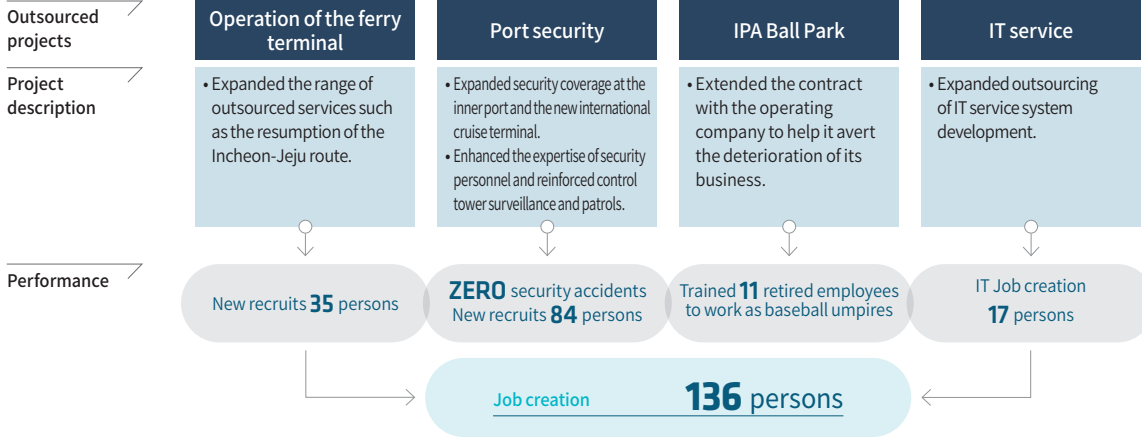 Outsourced
projects
Operation of the ferry
terminal
Port security
IPA Ball Park
IT service
Project
description
• Expanded the range of
outsourced services such
as the resumption of the
Incheon-Jeju route.
• Expanded security coverage at the
inner port and the new international
cruise terminal.
• Enhanced the expertise of security
personnel and reinforced control
tower surveillance and patrols.
• Extended the contract
with the operating
company to help it avert
the deterioration of its
business.
• Expanded outsourcing
of IT service system
development.
Performance
New recruits 35 persons
ZERO security accidents
New recruits 84 persons
Trained 11 retired employees
to work as baseball umpires
IT Job creation
17 persons
Job creation 136 persons